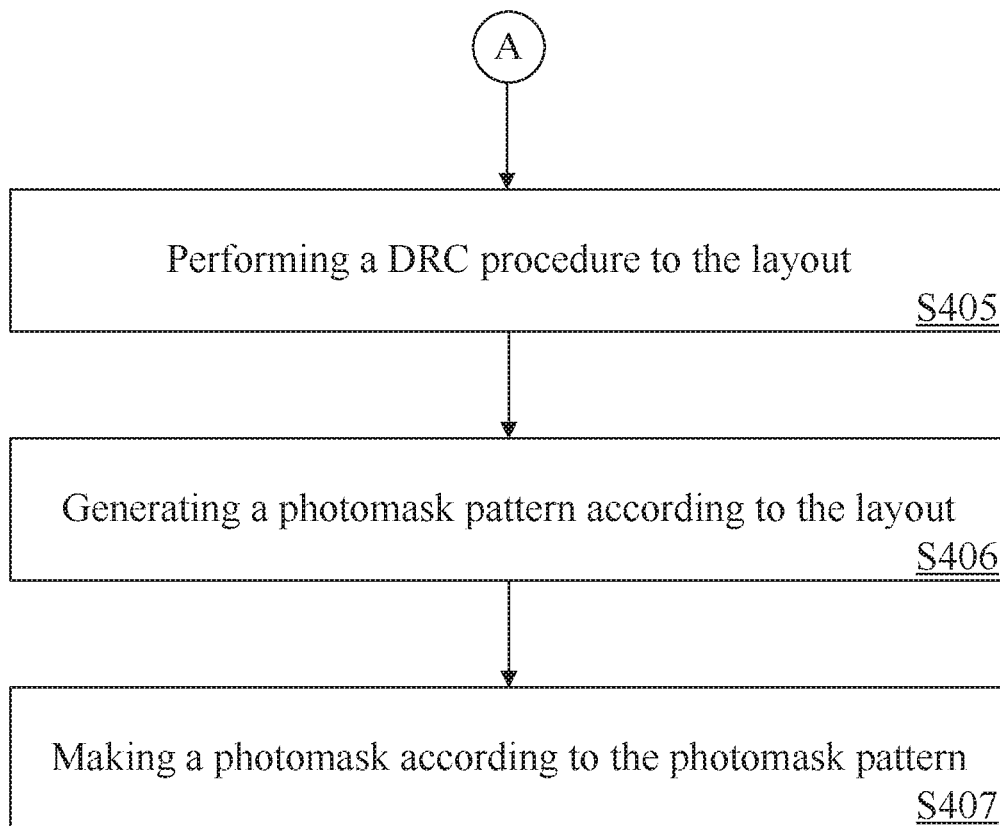 A
Performing a DRC procedure to the layout
S405
Generating a photomask pattern according to the layout
S406
Making a photomask according to the photomask pattern
S407